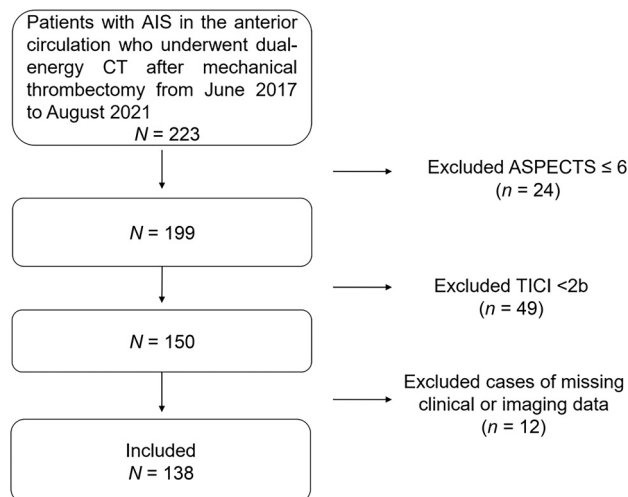 Patients with AIS in the anterior
circulation who underwent dual-
energy CT after mechanical
thrombectomy from June 2017
to August 2021
N = 223
Excluded ASPECTS ≤ 6
(n = 24)
N = 199
Excluded TICI <2b
(n = 49)
N = 150
Excluded cases of missing
clinical or imaging data
(n = 12)
Included
N = 138